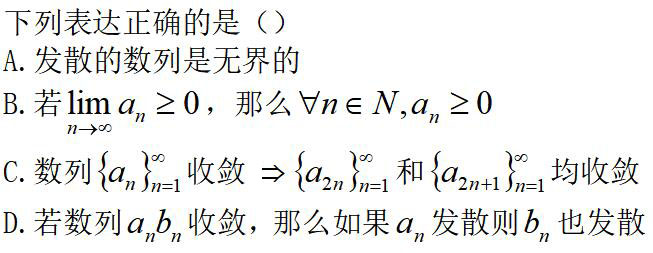 下列表达正确的是（）
A.发散的数列是无界的
B.若 $\lim_{n \to \infty} a_n \geq 0$，那么 $\forall n \in N, a_n \geq 0$
C.数列 $\{a_n\}_{n=1}^{\infty}$ 收敛 $\Rightarrow \{a_{2n}\}_{n=1}^{\infty}$ 和 $\{a_{2n+1}\}_{n=1}^{\infty}$ 均收敛
D.若数列 $a_n b_n$ 收敛，那么如果 $a_n$ 发散则 $b_n$ 也发散